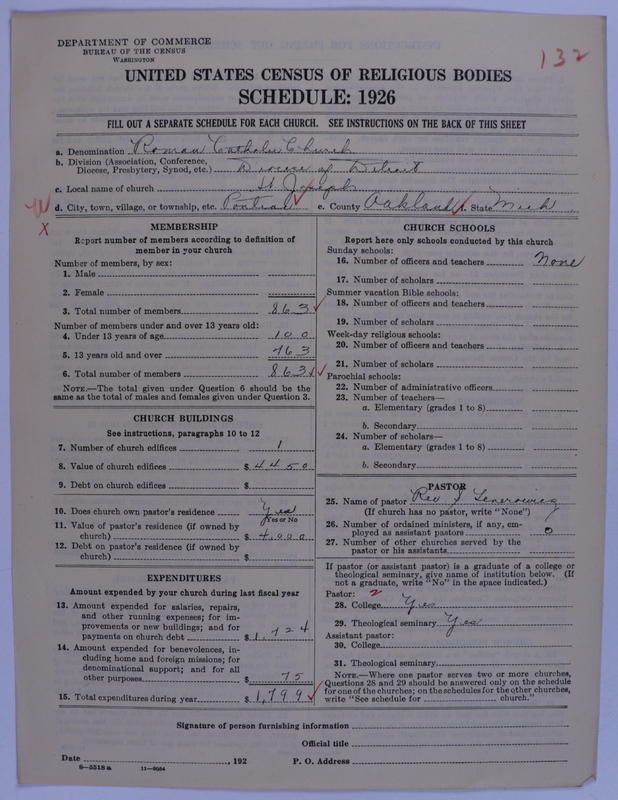 DEPARTMENT OF COMMERCE
BUREAU OF THE CENSUS
WASHINGTON
132
UNITED STATES CENSUS OF RELIGIOUS BODIES
SCHEDULE: 1926
FILL OUT A SEPARATE SCHEDULE FOR EACH CHURCH. SEE INSTRUCTIONS ON THE BACK OF THIS SHEET
a. Denomination Roman Catholic Church
b. Division (Association, Conference, Diocese, Presbytery, Synod, etc.) Diocese of Detroit
c. Local name of church St Joseph
d. City, town, village, or township, etc. Pontiac e. County Oakland f. State Mich
X
MEMBERSHIP
Report number of members according to definition of
member in your church
Number of members, by sex:
1. Male
2. Female
3. Total number of members 863
Number of members under and over 13 years old:
4. Under 13 years of age 100
5. 13 years old and over 763
6. Total number of members 863
NOTE.—The total given under Question 6 should be the
same as the total of males and females given under Question 3.
CHURCH BUILDINGS
See instructions, paragraphs 10 to 12
7. Number of church edifices 1
8. Value of church edifices $ 4450
9. Debt on church edifices $
10. Does church own pastor's residence Yes
Yes or No
11. Value of pastor's residence (if owned by
church) $ 4,000
12. Debt on pastor's residence (if owned by
church) $
EXPENDITURES
Amount expended by your church during last fiscal year
13. Amount expended for salaries, repairs,
and other running expenses; for im-
provements or new buildings; and for
payments on church debt $ 1,724
14. Amount expended for benevolences, in-
cluding home and foreign missions; for
denominational support; and for all
other purposes $ 75
15. Total expenditures during year $ 1,799
CHURCH SCHOOLS
Report here only schools conducted by this church
Sunday schools:
16. Number of officers and teachers None
17. Number of scholars
Summer vacation Bible schools:
18. Number of officers and teachers
19. Number of scholars
Week-day religious schools:
20. Number of officers and teachers
21. Number of scholars
Parochial schools:
22. Number of administrative officers
23. Number of teachers—
a. Elementary (grades 1 to 8)
b. Secondary
24. Number of scholars—
a. Elementary (grades 1 to 8)
b. Secondary
PASTOR
25. Name of pastor Rev.
(If church has no pastor, write "None")
26. Number of ordained ministers, if any, em-
ployed as assistant pastors 0
27. Number of other churches served by the
pastor or his assistants
If pastor (or assistant pastor) is a graduate of a college or
theological seminary, give name of institution below. (If
not a graduate, write "No" in the space indicated.)
Pastor: 2
28. College Yes
29. Theological seminary Yes
Assistant pastor:
30. College
31. Theological seminary
NOTE.—Where one pastor serves two or more churches,
Questions 28 and 29 should be answered only on the schedule
for one of the churches; on the schedules for the other churches,
write "See schedule for church."
Signature of person furnishing information
Official title
Date , 192 P. O. Address
8—5518a 11—9034